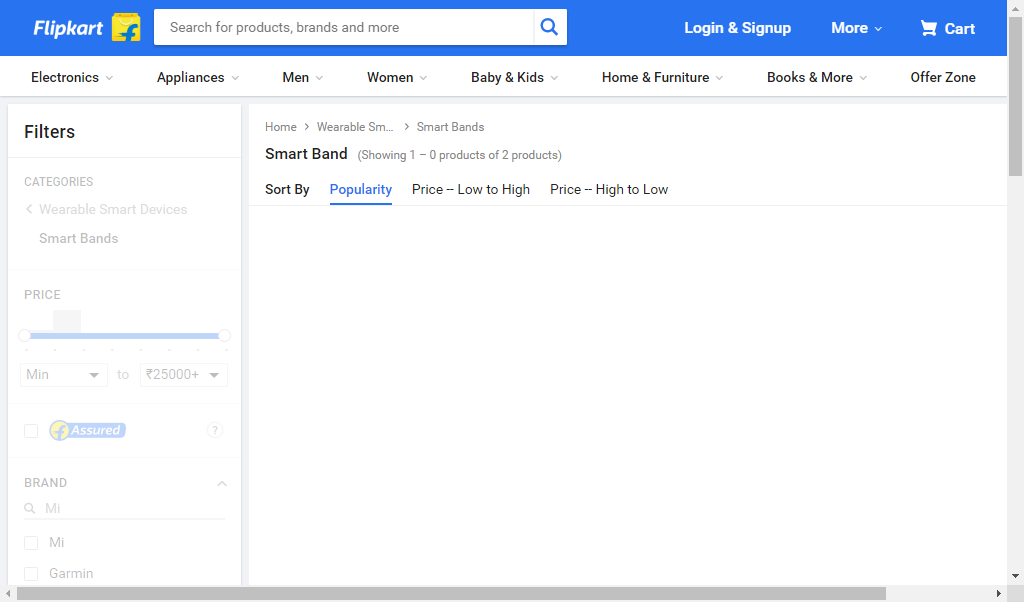 Flipkart
Search for products, brands and more
Login & Signup
More
Cart
Electronics
Appliances
Men
Women
Baby & Kids
Home & Furniture
Books & More
Offer Zone
Filters
CATEGORIES
Wearable Smart Devices
Smart Bands
PRICE
Min
to
₹25000+
f Assured
?
BRAND
Mi
Mi
Garmin
Home
Wearable Sm...
Smart Bands
Smart Band (Showing 1 – 0 products of 2 products)
Sort By
Popularity
Price -- Low to High
Price -- High to Low